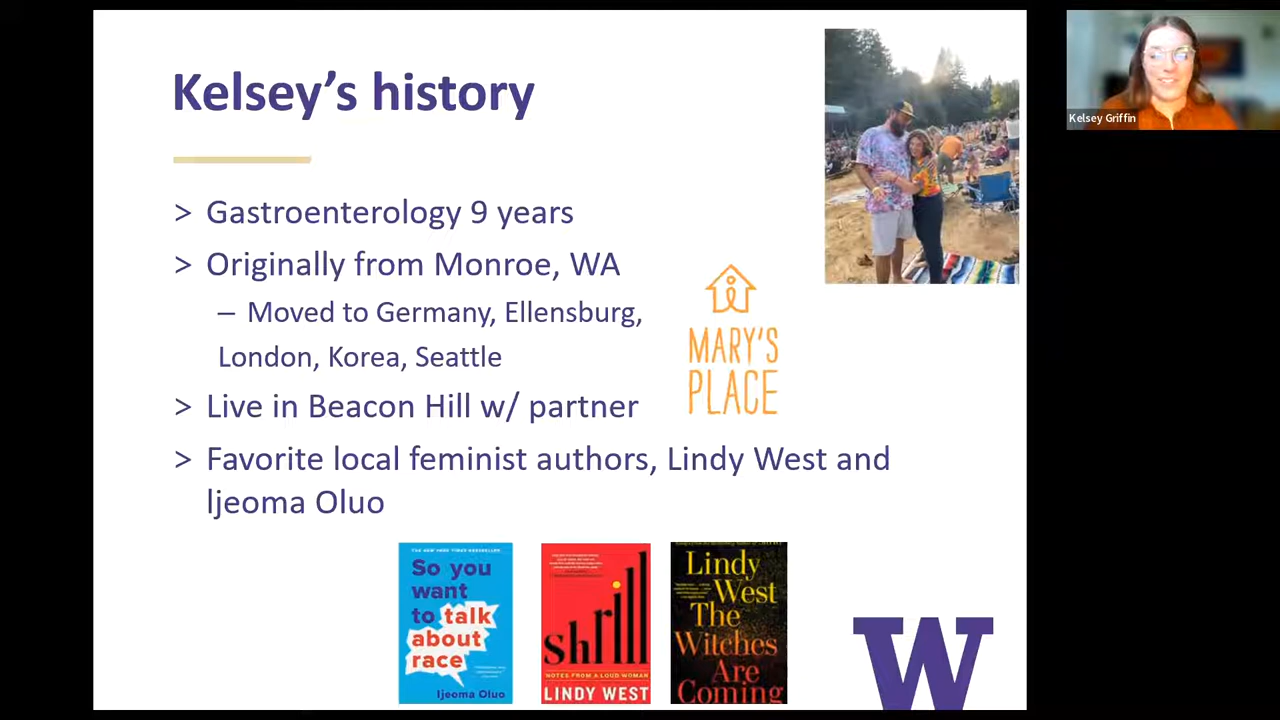 Kelsey's history
Kelsey Griffin
> Gastroenterology 9 years
> Originally from Monroe, WA
– Moved to Germany, Ellensburg,
London, Korea, Seattle
> Live in Beacon Hill w/ partner
> Favorite local feminist authors, Lindy West and
Ijeoma Oluo
MARY'S
PLACE
THE NEW YORK TIMES BESTSELLER
So you
want
to talk
about
race
Ijeoma Oluo
shrill
NOTES FROM A LOUD WOMAN
LINDY WEST
Lindy
West
The
Witches
Are
Coming
W